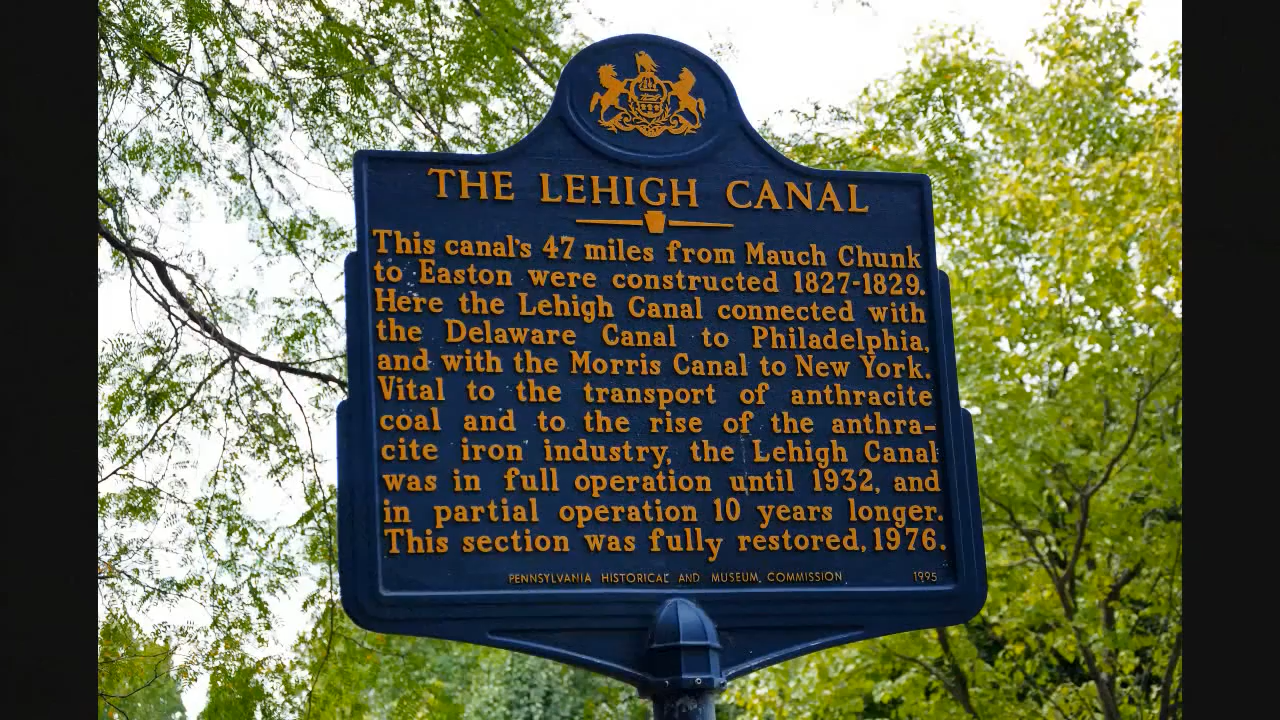 THE LEHIGH CANAL
This canal's 47 miles from Mauch Chunk
to Easton were constructed 1827-1829.
Here the Lehigh Canal connected with
the Delaware Canal to Philadelphia,
and with the Morris Canal to New York.
Vital to the transport of anthracite
coal and to the rise of the anthra-
cite iron industry, the Lehigh Canal
was in full operation until 1932, and
in partial operation 10 years longer.
This section was fully restored, 1976.
PENNSYLVANIA HISTORICAL AND MUSEUM COMMISSION 1995